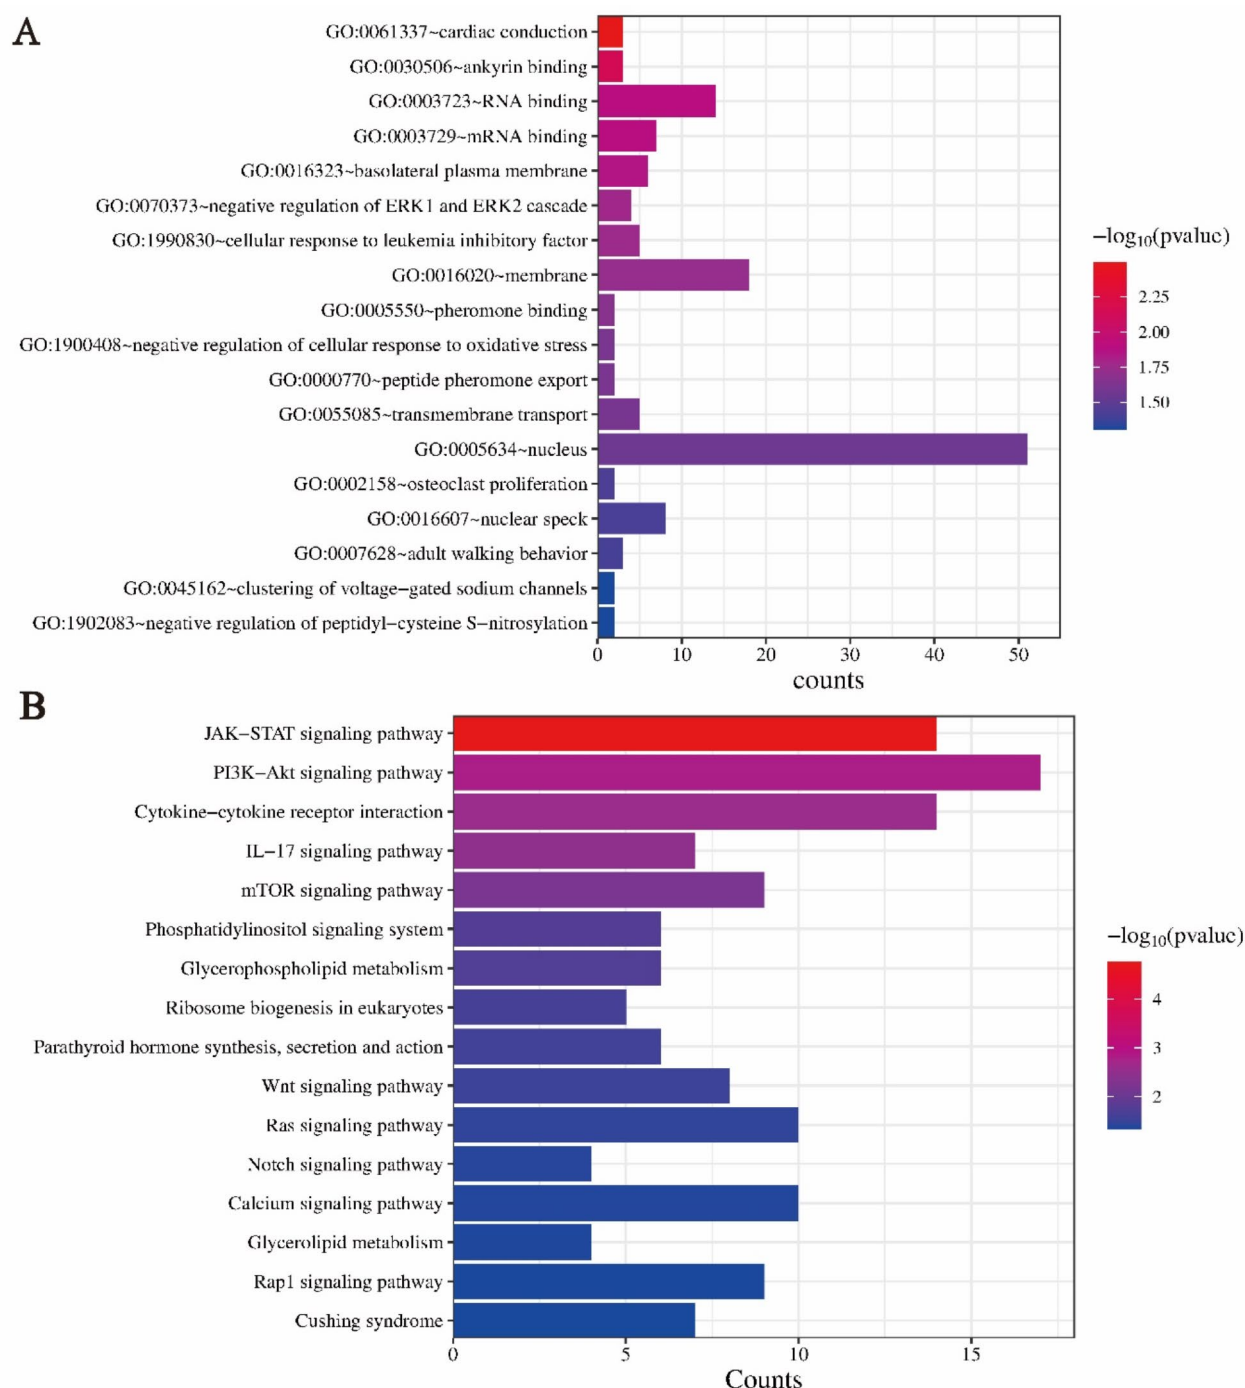 A
GO:0061337~cardiac conduction
GO:0030506~ankyrin binding
GO:0003723~RNA binding
GO:0003729~mRNA binding
GO:0016323~basolateral plasma membrane
GO:0070373~negative regulation of ERK1 and ERK2 cascade
GO:1990830~cellular response to leukemia inhibitory factor
GO:0016020~membrane
GO:0005550~pheromone binding
GO:1900408~negative regulation of cellular response to oxidative stress
GO:0000770~peptide pheromone export
GO:0055085~transmembrane transport
GO:0005634~nucleus
GO:0002158~osteoclast proliferation
GO:0016607~nuclear speck
GO:0007628~adult walking behavior
GO:0045162~clustering of voltage−gated sodium channels
GO:1902083~negative regulation of peptidyl−cysteine S−nitrosylation
0 10 20 30 40 50
counts
−log₁₀(pvalue)
2.25
2.00
1.75
1.50
B
JAK−STAT signaling pathway
PI3K−Akt signaling pathway
Cytokine−cytokine receptor interaction
IL−17 signaling pathway
mTOR signaling pathway
Phosphatidylinositol signaling system
Glycerophospholipid metabolism
Ribosome biogenesis in eukaryotes
Parathyroid hormone synthesis, secretion and action
Wnt signaling pathway
Ras signaling pathway
Notch signaling pathway
Calcium signaling pathway
Glycerolipid metabolism
Rap1 signaling pathway
Cushing syndrome
0 5 10 15
Counts
−log₁₀(pvalue)
4
3
2